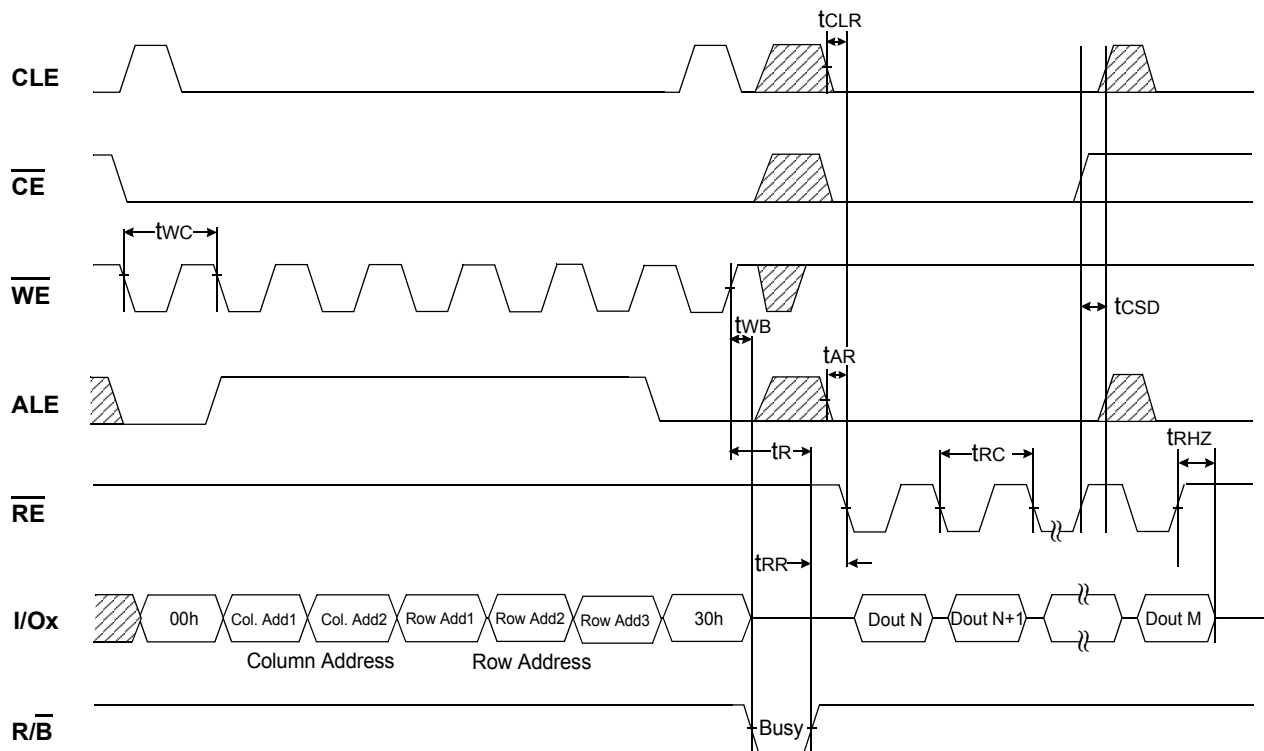 tCLR
CLE
CE
tWC
WE
tCSD
tWB
tAR
ALE
tR
tRC
tRHZ
RE
tRR
I/Ox
00h
Col. Add1
Col. Add2
Row Add1
Row Add2
Row Add3
30h
Dout N
Dout N+1
Dout M
Column Address
Row Address
R/B
Busy